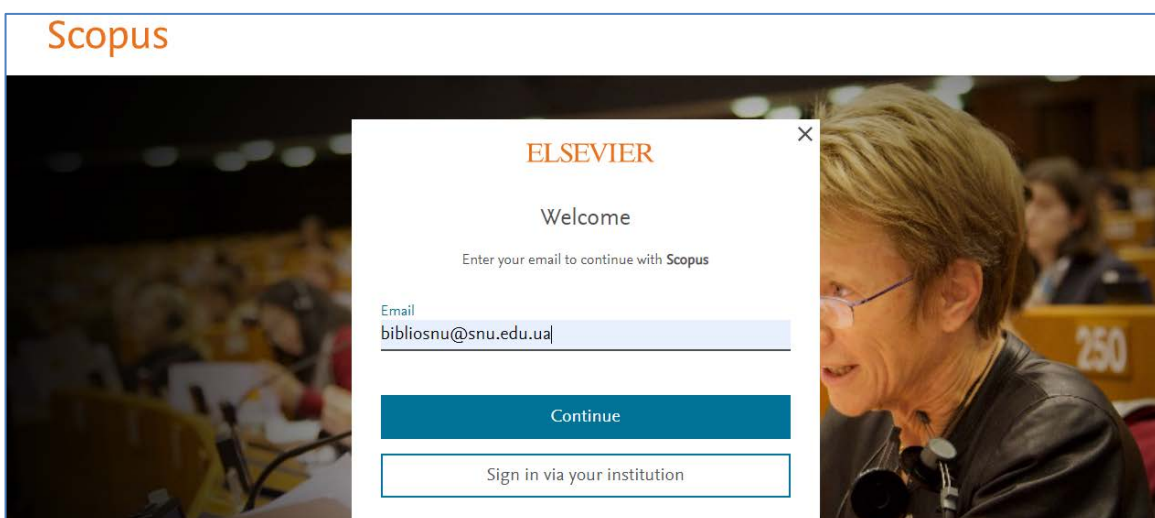 Scopus
ELSEVIER
Welcome
Enter your email to continue with Scopus
Email
bibliosnu@snu.edu.ua
250
Continue
Sign in via your institution